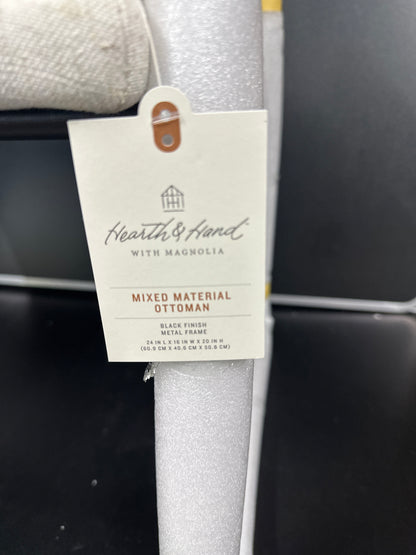 Hearth & Hand
WITH MAGNOLIA
MIXED MATERIAL
OTTOMAN
BLACK FINISH
METAL FRAME
24 IN L X 16 IN W X 20 IN H
(60.9 CM X 40.6 CM X 50.8 CM)